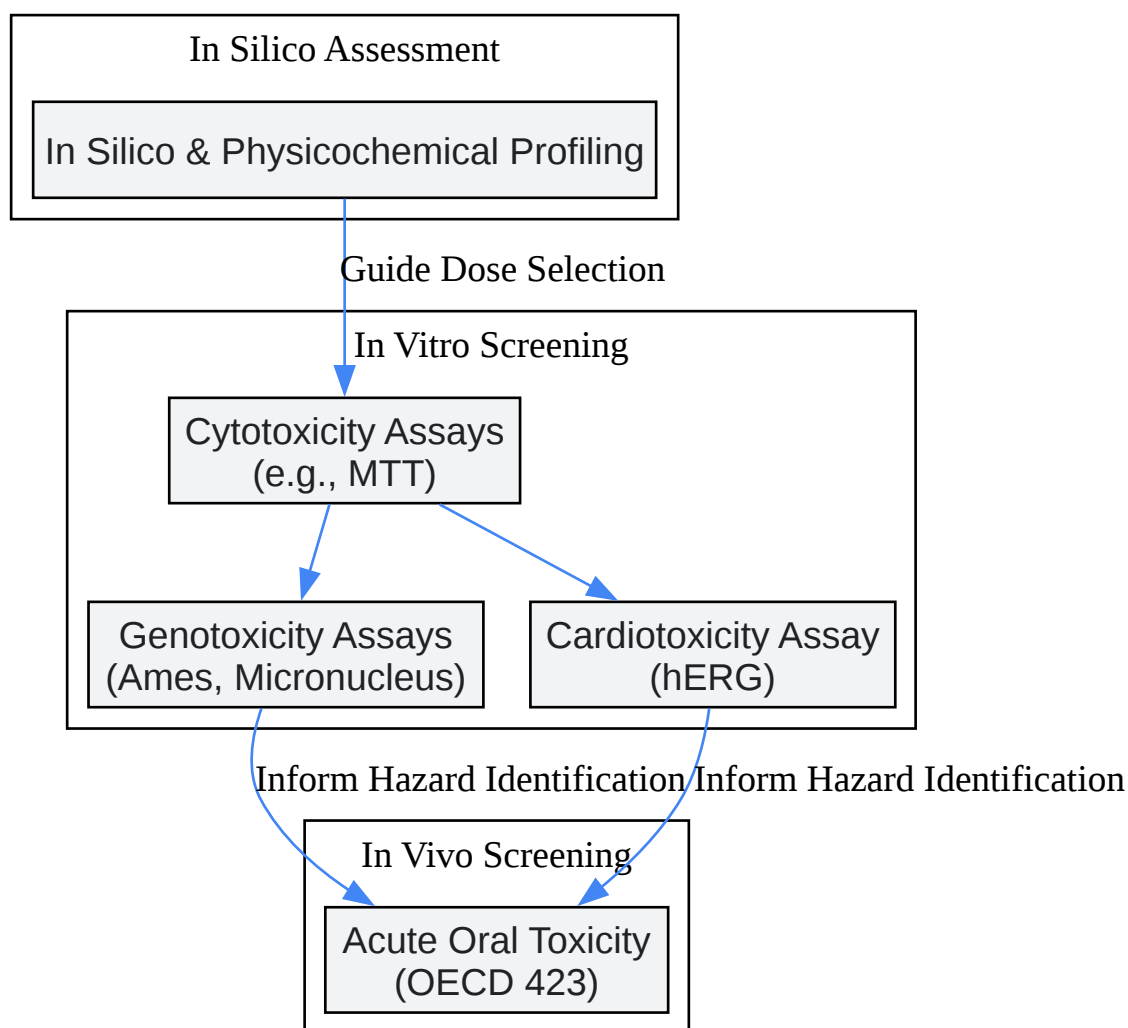 In Silico Assessment
In Silico & Physicochemical Profiling
Guide Dose Selection
In Vitro Screening
Cytotoxicity Assays
(e.g., MTT)
Genotoxicity Assays
(Ames, Micronucleus)
Cardiotoxicity Assay
(hERG)
Inform Hazard Identification
Inform Hazard Identification
In Vivo Screening
Acute Oral Toxicity
(OECD 423)